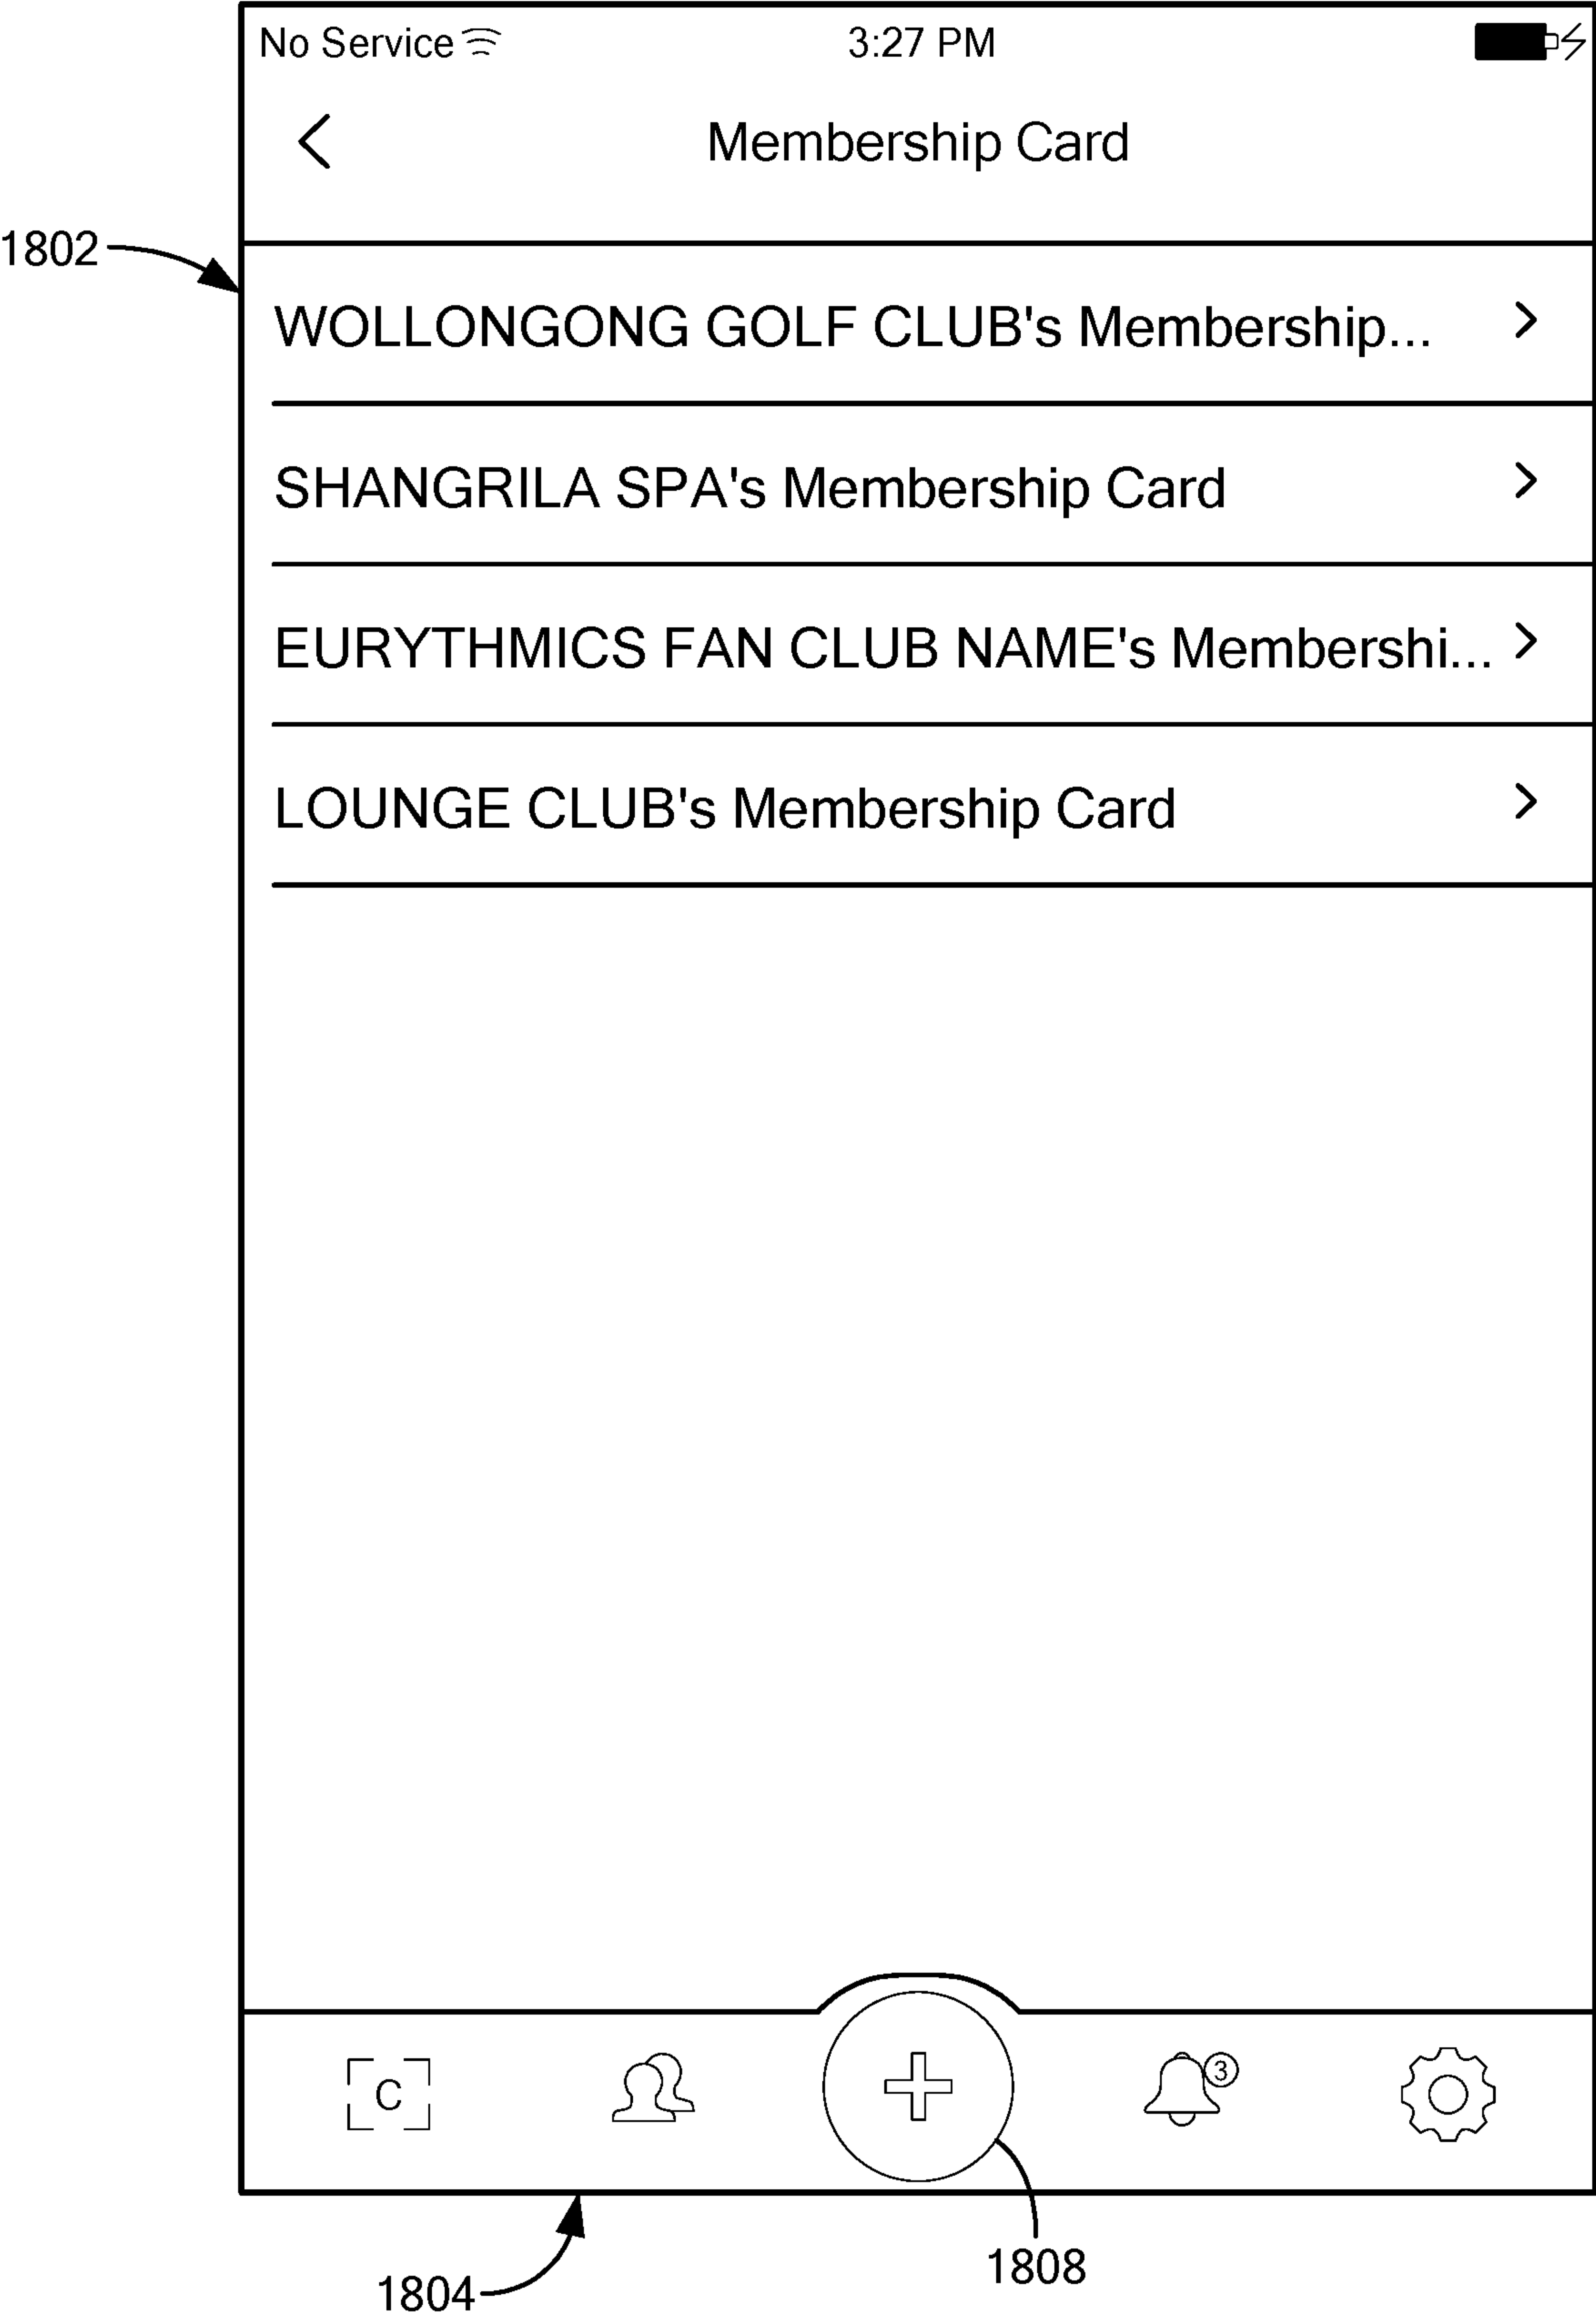 No Service 3:27 PM
Membership Card
1802
WOLLONGONG GOLF CLUB's Membership...
SHANGRILA SPA's Membership Card
EURYTHMICS FAN CLUB NAME's Membershi...
LOUNGE CLUB's Membership Card
C
3
1808
1804